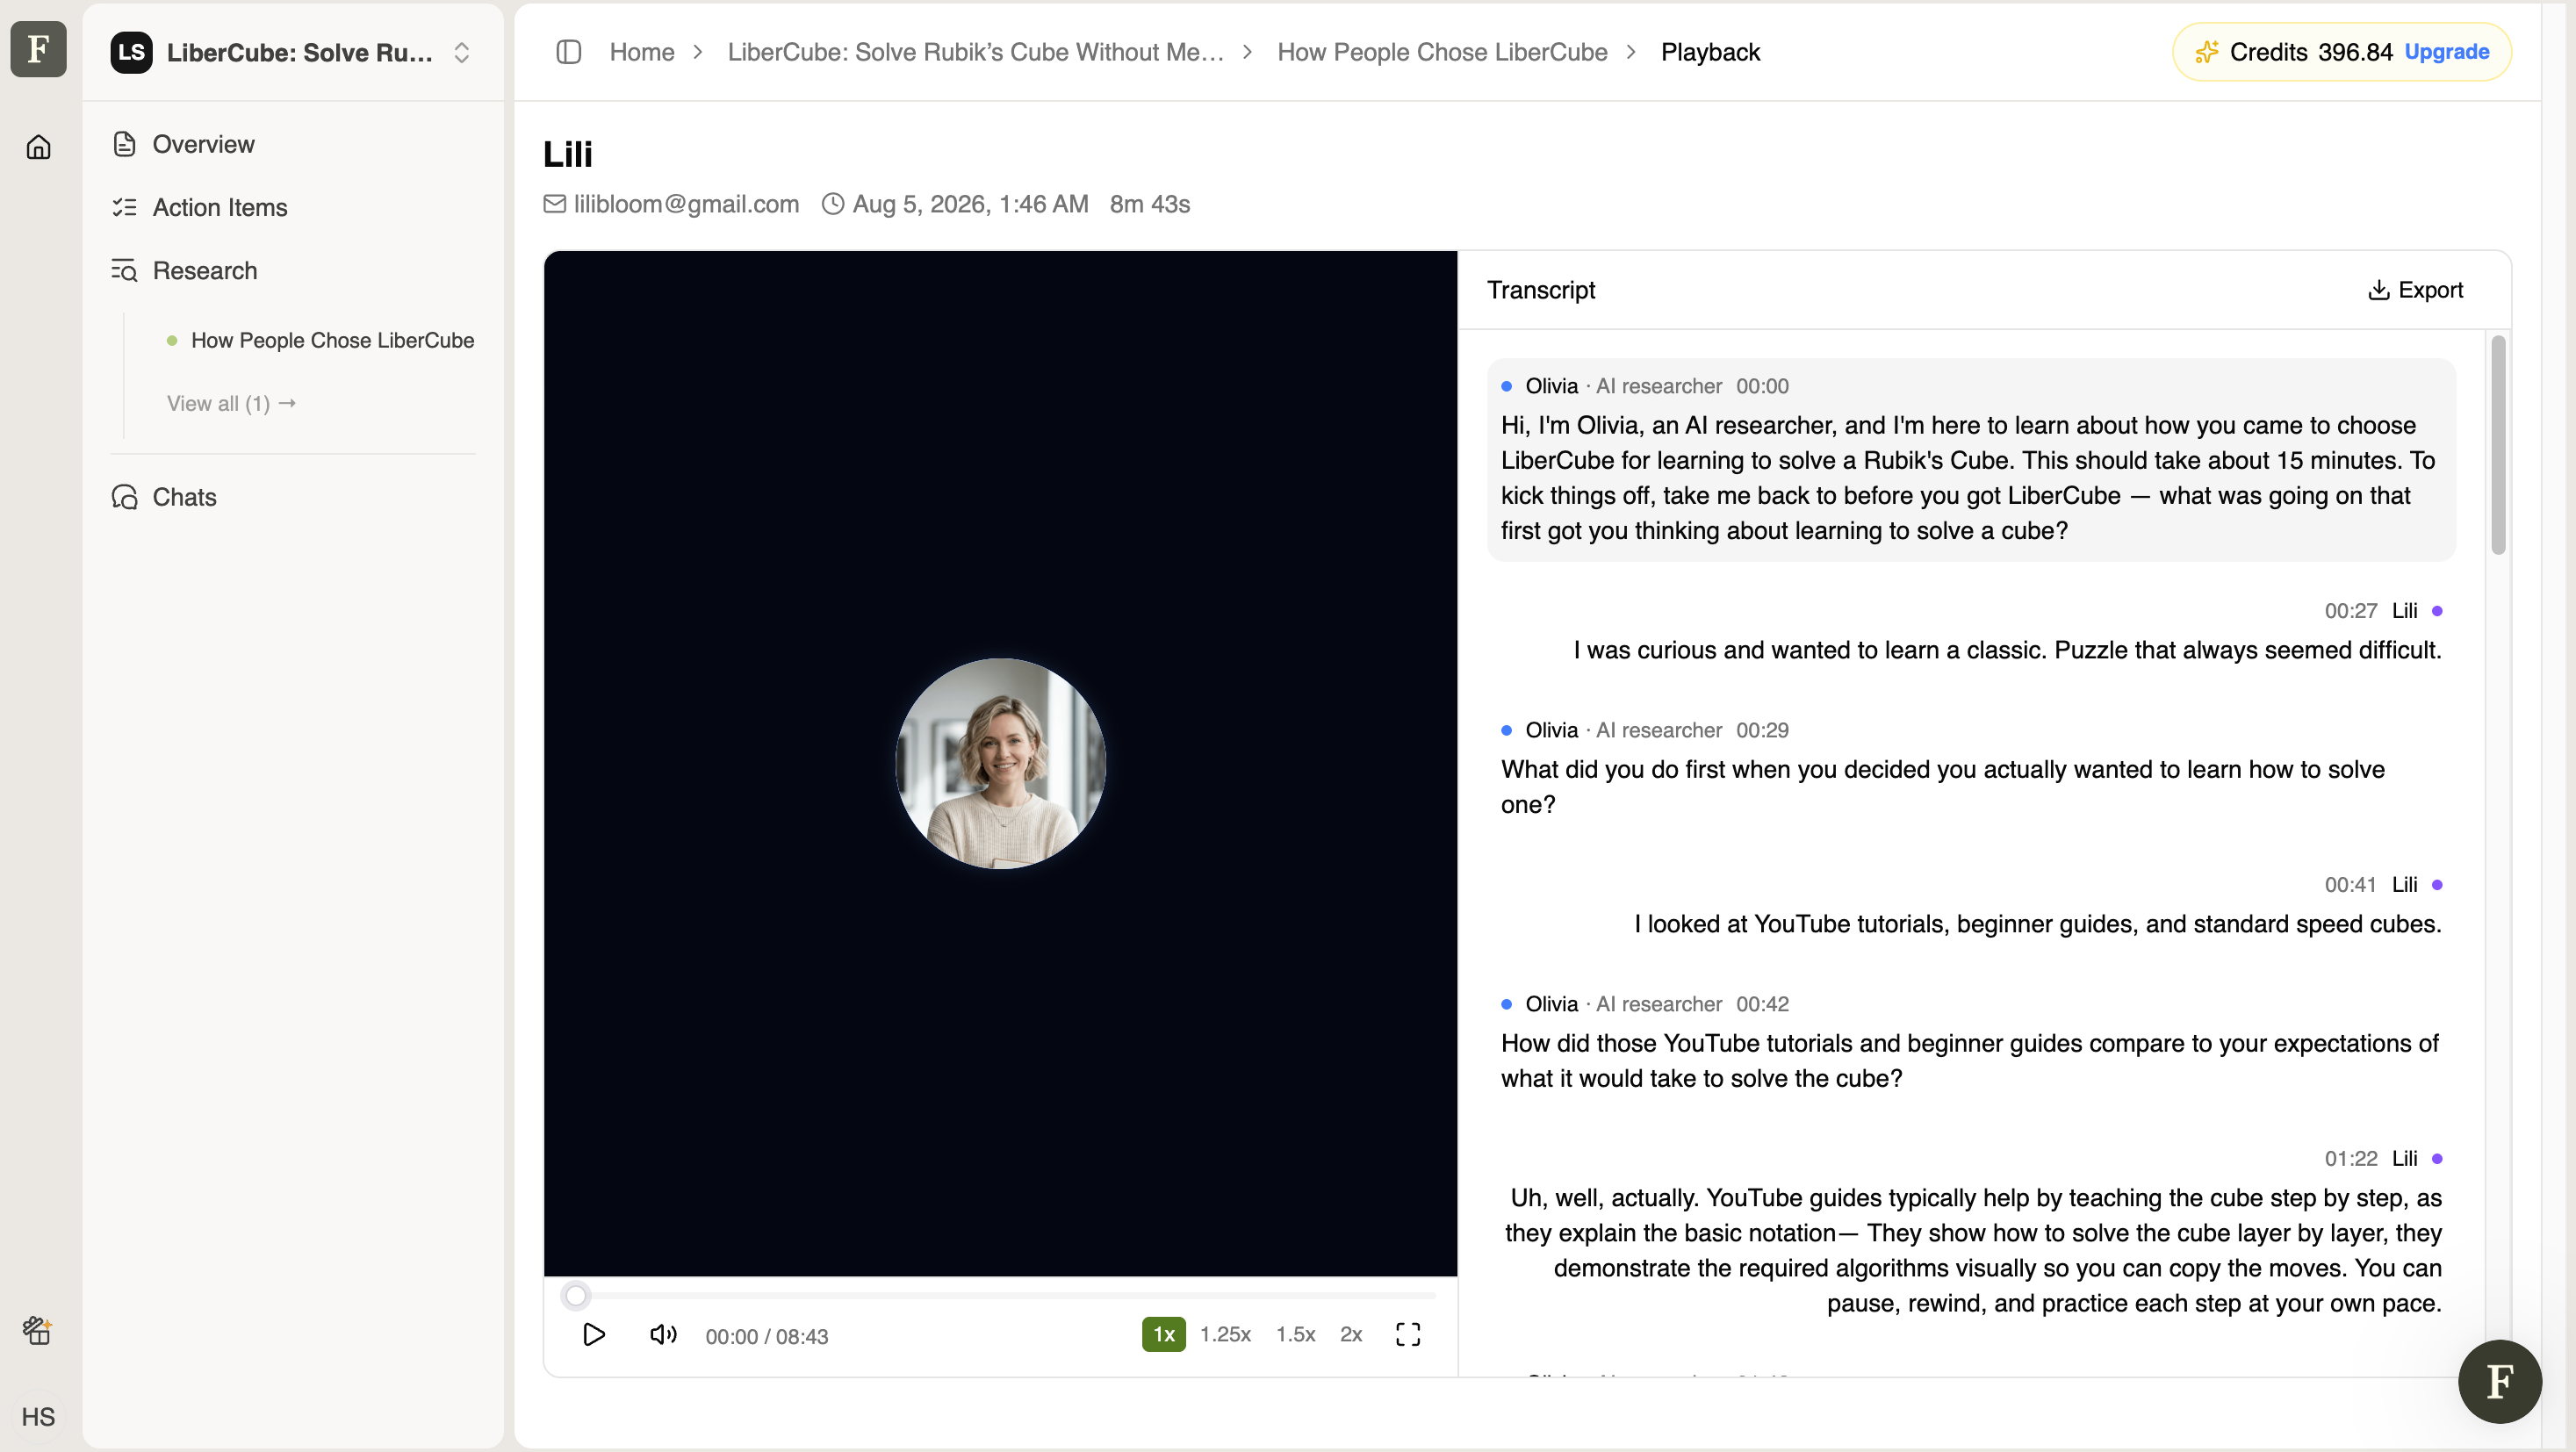 F
LS LiberCube: Solve Ru...
Home > LiberCube: Solve Rubik's Cube Without Me... > How People Chose LiberCube > Playback
Credits 396.84 Upgrade
Overview
Action Items
Research
How People Chose LiberCube
View all (1) →
Chats
HS
Lili
lilibloom@gmail.com Aug 5, 2026, 1:46 AM 8m 43s
00:00 / 08:43
1x 1.25x 1.5x 2x
Transcript
Export
Olivia · AI researcher 00:00
Hi, I'm Olivia, an AI researcher, and I'm here to learn about how you came to choose
LiberCube for learning to solve a Rubik's Cube. This should take about 15 minutes. To
kick things off, take me back to before you got LiberCube — what was going on that
first got you thinking about learning to solve a cube?
00:27 Lili
I was curious and wanted to learn a classic. Puzzle that always seemed difficult.
Olivia · AI researcher 00:29
What did you do first when you decided you actually wanted to learn how to solve
one?
00:41 Lili
I looked at YouTube tutorials, beginner guides, and standard speed cubes.
Olivia · AI researcher 00:42
How did those YouTube tutorials and beginner guides compare to your expectations of
what it would take to solve the cube?
01:22 Lili
Uh, well, actually. YouTube guides typically help by teaching the cube step by step, as
they explain the basic notation— They show how to solve the cube layer by layer, they
demonstrate the required algorithms visually so you can copy the moves. You can
pause, rewind, and practice each step at your own pace.
F